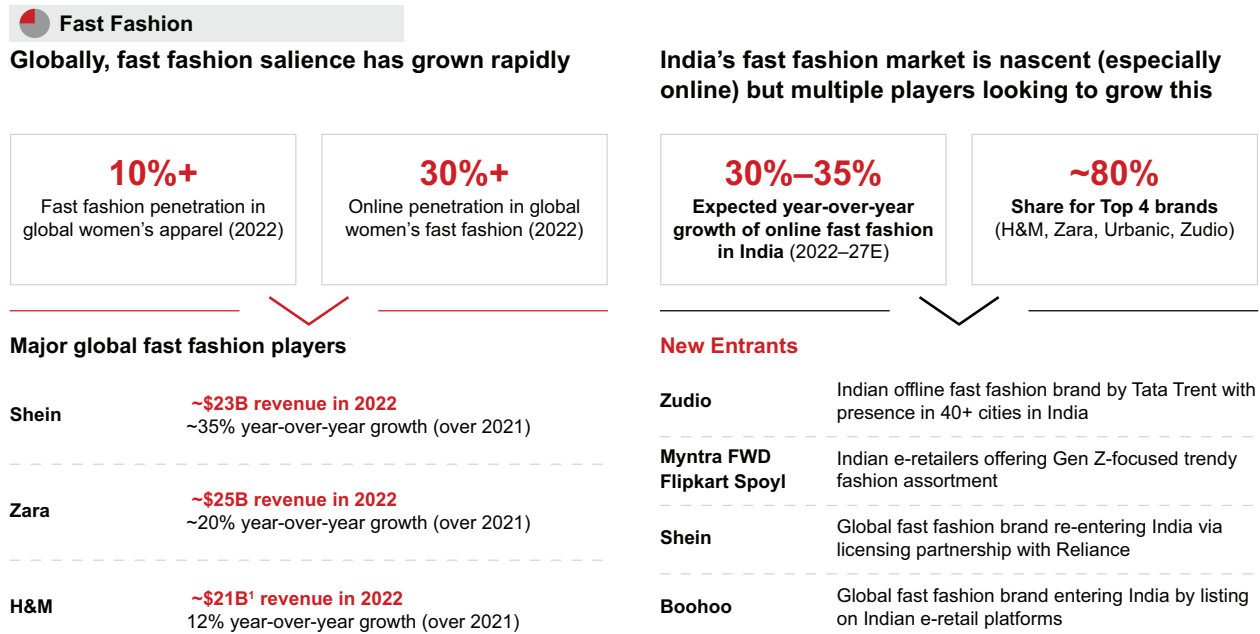 Fast Fashion
Globally, fast fashion salience has grown rapidly
10%+
Fast fashion penetration in
global women's apparel (2022)
30%+
Online penetration in global
women's fast fashion (2022)
Major global fast fashion players
Shein
~$23B revenue in 2022
~35% year-over-year growth (over 2021)
Zara
~$25B revenue in 2022
~20% year-over-year growth (over 2021)
H&M
~$21B¹ revenue in 2022
12% year-over-year growth (over 2021)
India's fast fashion market is nascent (especially
online) but multiple players looking to grow this
30%–35%
Expected year-over-year
growth of online fast fashion
in India (2022–27E)
~80%
Share for Top 4 brands
(H&M, Zara, Urbanic, Zudio)
New Entrants
Zudio
Indian offline fast fashion brand by Tata Trent with
presence in 40+ cities in India
Myntra FWD
Flipkart Spoyl
Indian e-retailers offering Gen Z-focused trendy
fashion assortment
Shein
Global fast fashion brand re-entering India via
licensing partnership with Reliance
Boohoo
Global fast fashion brand entering India by listing
on Indian e-retail platforms